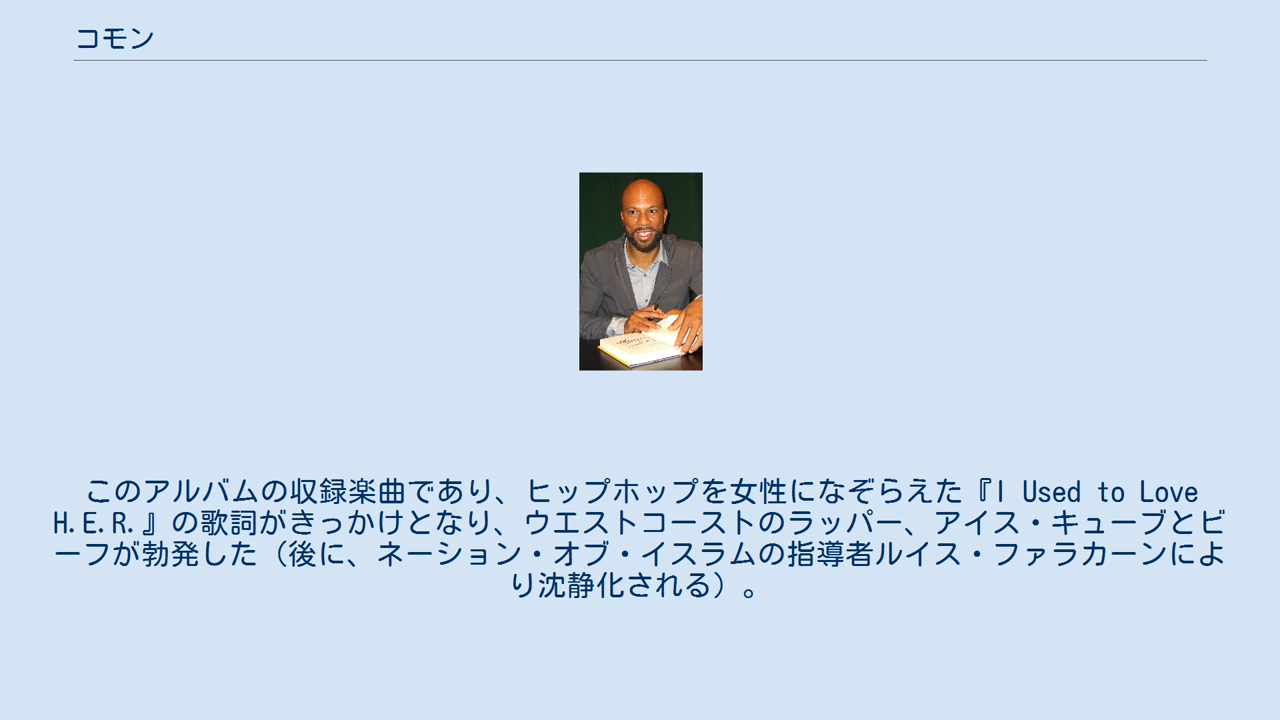 コモン
このアルバムの収録楽曲であり、ヒップホップを女性になぞらえた『I Used to Love
H.E.R.』の歌詞がきっかけとなり、ウエストコーストのラッパー、アイス・キューブとビ
ーフが勃発した（後に、ネーション・オブ・イスラムの指導者ルイス・ファラカーンによ
り沈静化される）。